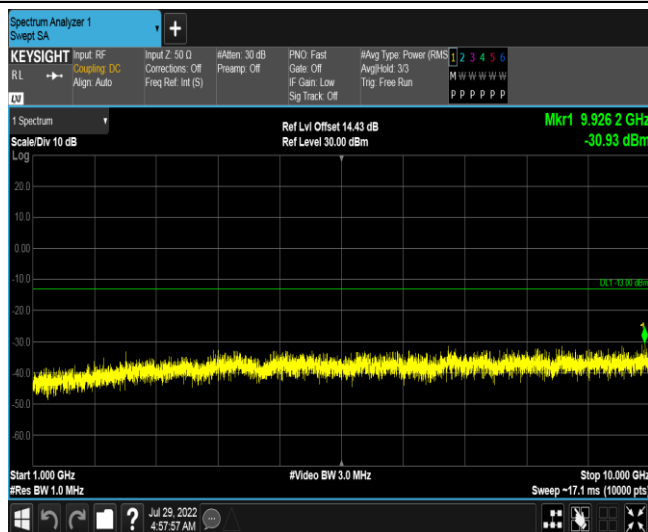 Spectrum Analyzer 1
Swept SA
+
KEYSIGHT Input: RF Input Z: 50 Ω #Atten: 30 dB PNO: Fast #Avg Type: Power (RMS 1 2 3 4 5 6
RL Coupling: DC Corrections: Off Preamp: Off Gate: Off Avg|Hold: 3/3 M W W W W W
Align: Auto Freq Ref: Int (S) IF Gain: Low Trig: Free Run
LXI Sig Track: Off P P P P P P
1 Spectrum Ref Lvl Offset 14.43 dB Mkr1 9.926 2 GHz
Scale/Div 10 dB Ref Level 30.00 dBm -30.93 dBm
Log
20.0
10.0
0.00
-10.0
DL1 -13.00 dBm
-20.0
1
-30.0
-40.0
-50.0
-60.0
Start 1.000 GHz #Video BW 3.0 MHz Stop 10.000 GHz
#Res BW 1.0 MHz Sweep ~17.1 ms (10000 pts)
? Jul 29, 2022
4:57:57 AM